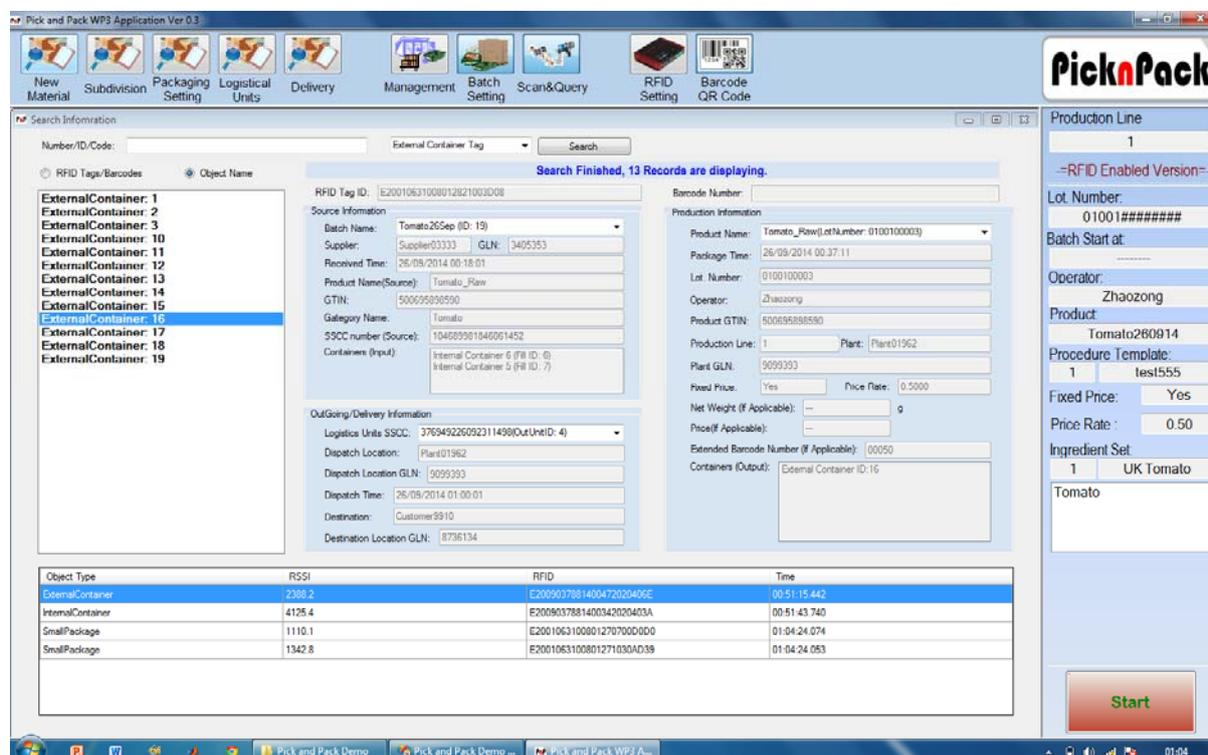 Pick and Pack WP3 Application Ver 0.3
New Material
Subdivision
Packaging Setting
Logistical Units
Delivery
Management
Batch Setting
Scan&Query
RFID Setting
Barcode QR Code
PicknPack
Search Infomration
Number/ID/Code:
External Container Tag
Search
RFID Tags/Barcodes
Object Name
Search Finished, 13 Records are displaying.
ExternalContainer: 1
ExternalContainer: 2
ExternalContainer: 3
ExternalContainer: 10
ExternalContainer: 11
ExternalContainer: 12
ExternalContainer: 13
ExternalContainer: 14
ExternalContainer: 15
ExternalContainer: 16
ExternalContainer: 17
ExternalContainer: 18
ExternalContainer: 19
RFID Tag ID: E20010631008012821003D08
Source Information
Batch Name: Tomato26Sep (ID: 19)
Supplier: Supplier03333 GLN: 3405353
Received Time: 26/09/2014 00:18:01
Product Name(Source): Tomato_Raw
GTIN: 500695898590
Gategory Name: Tomato
SSCC number (Source): 104689981846061452
Containers (Input): Internal Container 6 (Fill ID: 6)
Internal Container 5 (Fill ID: 7)
OutGoing/Delivery Information
Logistics Units SSCC: 376949226092311498(OutUnitID: 4)
Dispatch Location: Plant01962
Dispatch Location GLN: 9099393
Dispatch Time: 26/09/2014 01:00:01
Destination: Customer9910
Destination Location GLN: 8736134
Barcode Number:
Production Information
Product Name: Tomato_Raw(LotNumber: 0100100003)
Package Time: 26/09/2014 00:37:11
Lot. Number: 0100100003
Operator: Zhaozong
Product GTIN: 500695898590
Production Line: 1 Plant: Plant01962
Plant GLN: 9099393
Fixed Price: Yes Price Rate: 0.5000
Net Weight (If Applicable): --- g
Price(If Applicable): ---
Extended Barcode Number (If Applicable): 00050
Containers (Output): External Container ID:16
Object Type RSSI RFID Time
ExternalContainer 2388.2 E2009037881400472020406E 00:51:15.442
InternalContainer 4125.4 E2009037881400342020403A 00:51:43.740
SmallPackage 1110.1 E2001063100801270700D0D0 01:04:24.074
SmallPackage 1342.8 E2001063100801271030AD39 01:04:24.053
Production Line
1
-=RFID Enabled Version=-
Lot. Number:
01001########
Batch Start at:
--------
Operator:
Zhaozong
Product:
Tomato260914
Procedure Template:
1 test555
Fixed Price: Yes
Price Rate : 0.50
Ingredient Set:
1 UK Tomato
Tomato
Start
Pick and Pack Demo
Pick and Pack Demo ...
Pick and Pack WP3 A...
01:04